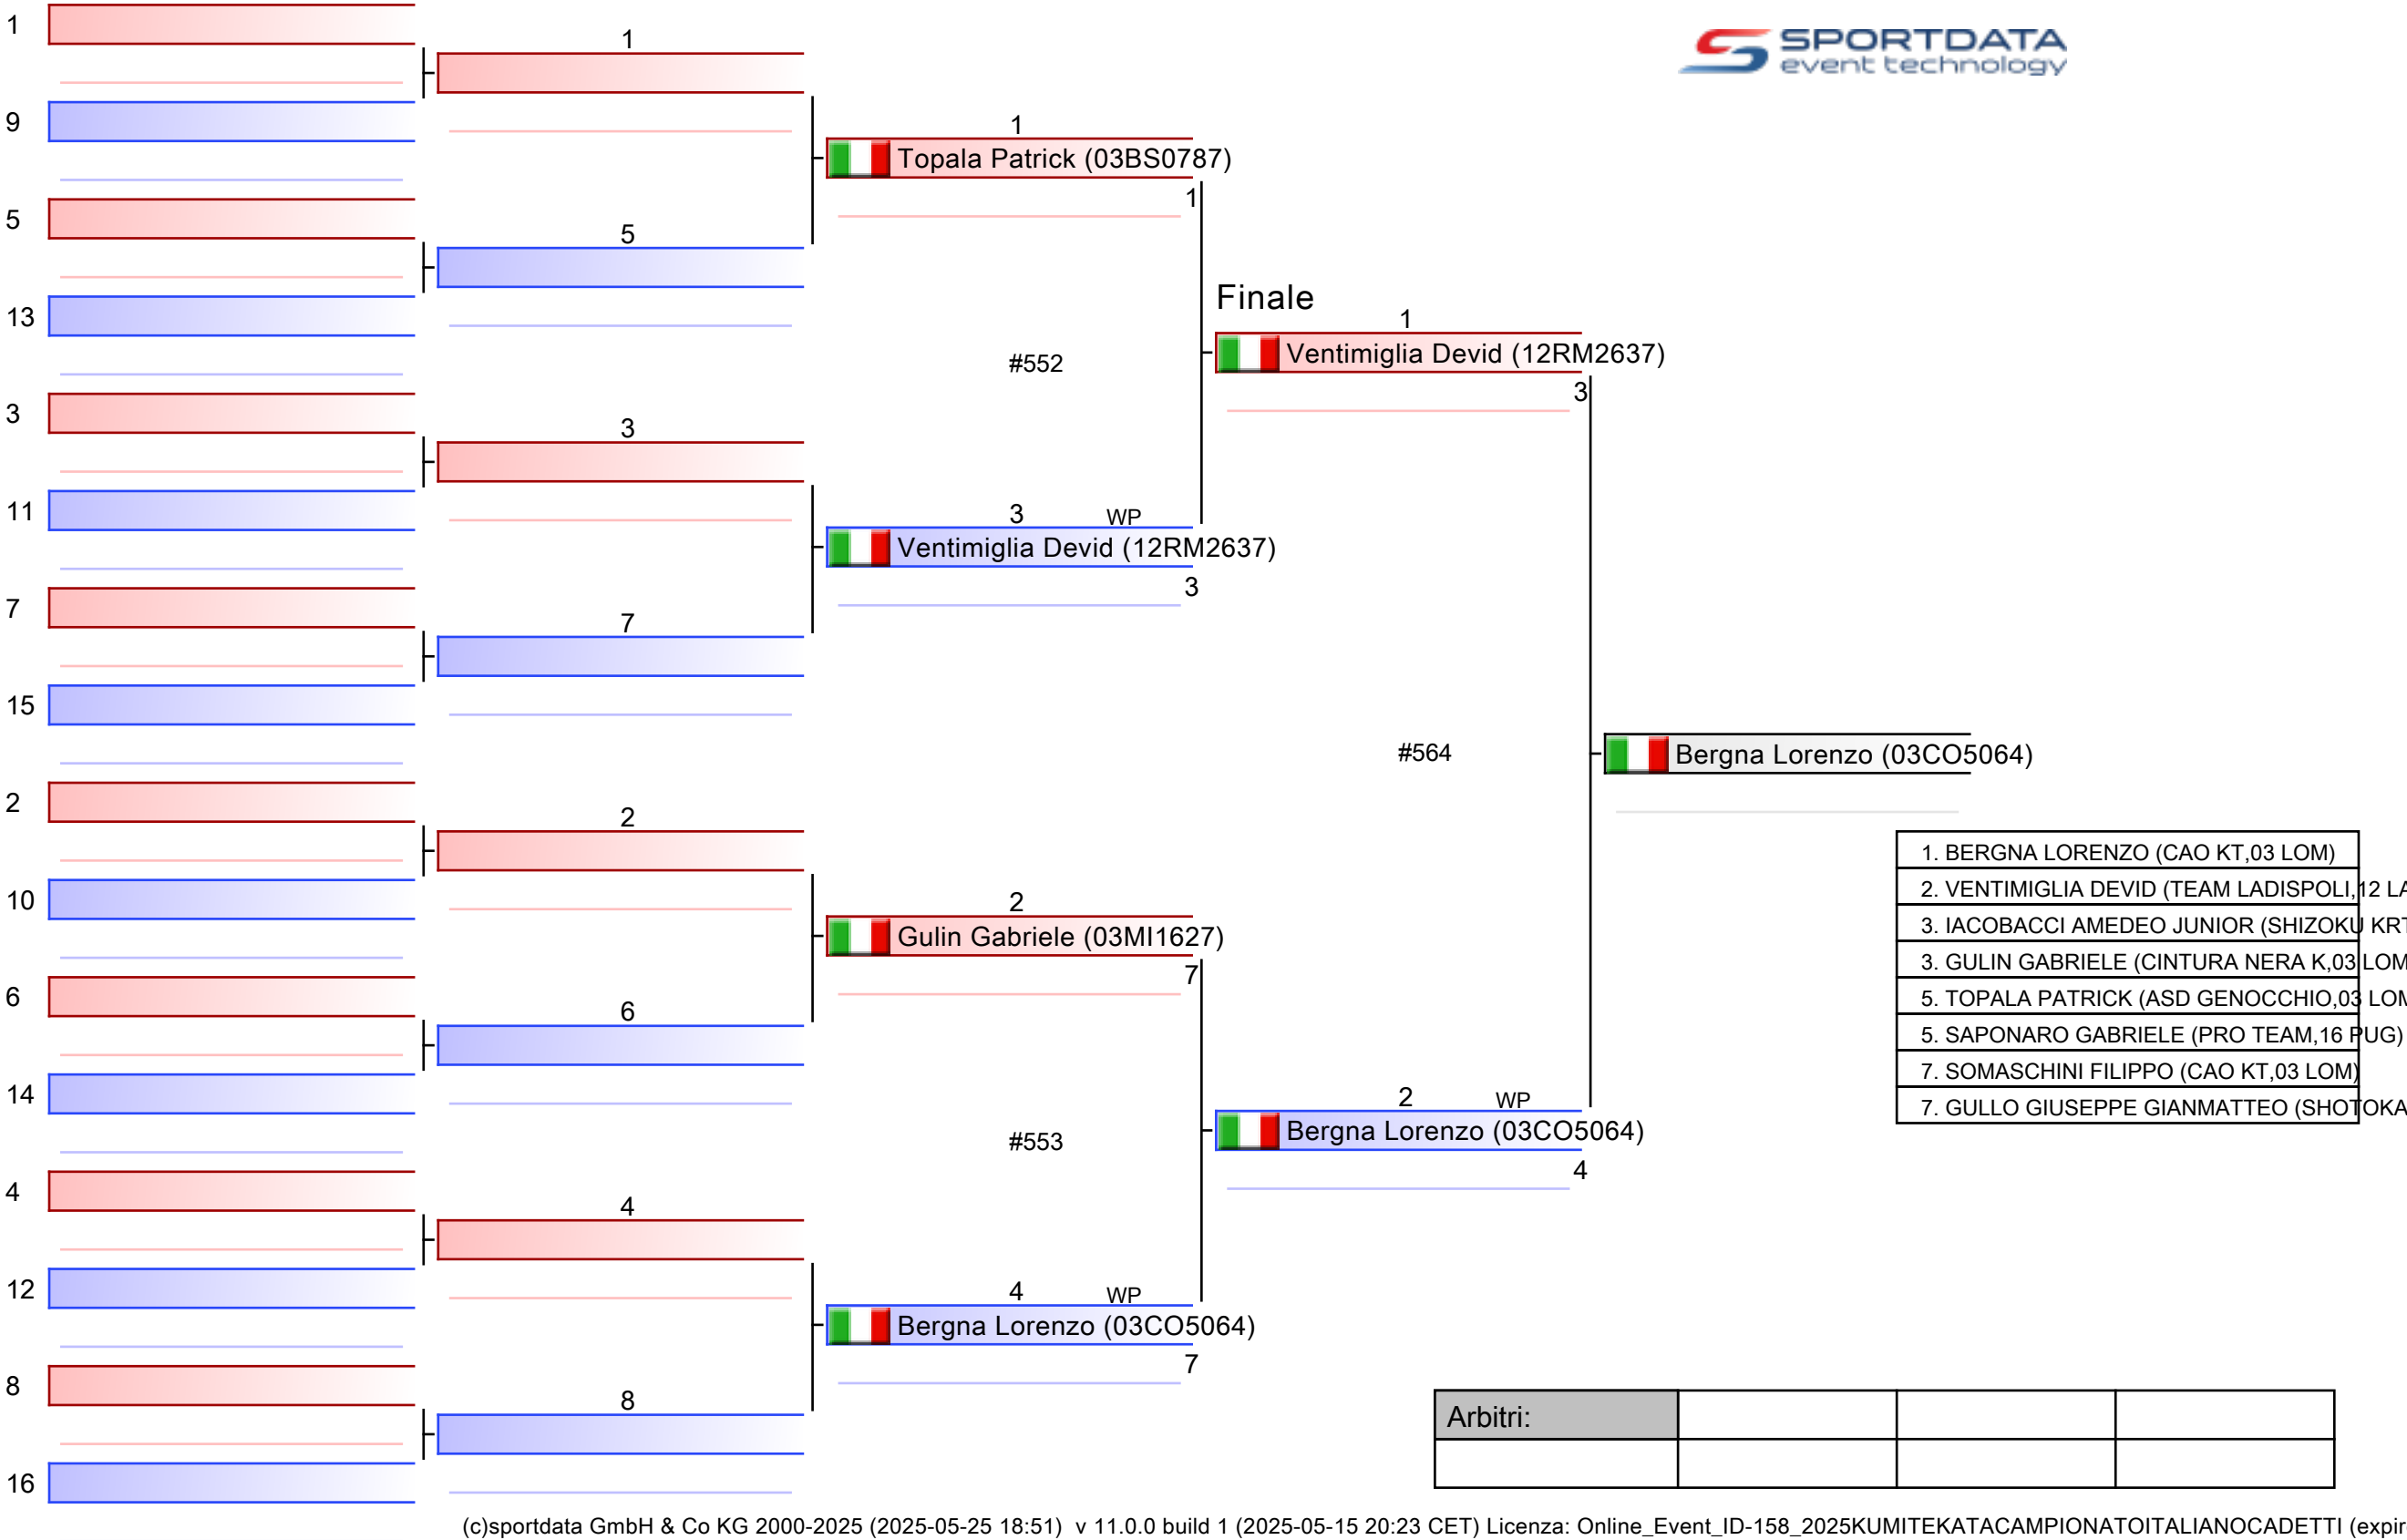 SPORTDATA
event technology
1
9
5
13
3
11
7
15
2
10
6
14
4
12
8
16
1
5
3
7
2
6
4
8
1
Topala Patrick (03BS0787)
1
#552
3 WP
Ventimiglia Devid (12RM2637)
3
2
Gulin Gabriele (03MI1627)
7
#553
4 WP
Bergna Lorenzo (03CO5064)
7
Finale
1
Ventimiglia Devid (12RM2637)
3
#564
2 WP
Bergna Lorenzo (03CO5064)
4
Bergna Lorenzo (03CO5064)
1. BERGNA LORENZO (CAO KT,03 LOM)
2. VENTIMIGLIA DEVID (TEAM LADISPOLI,12 LA
3. IACOBACCI AMEDEO JUNIOR (SHIZOKU KRT
3. GULIN GABRIELE (CINTURA NERA K,03 LOM
5. TOPALA PATRICK (ASD GENOCCHIO,03 LOM
5. SAPONARO GABRIELE (PRO TEAM,16 PUG)
7. SOMASCHINI FILIPPO (CAO KT,03 LOM)
7. GULLO GIUSEPPE GIANMATTEO (SHOTOKA
Arbitri:
(c)sportdata GmbH & Co KG 2000-2025 (2025-05-25 18:51) v 11.0.0 build 1 (2025-05-15 20:23 CET) Licenza: Online_Event_ID-158_2025KUMITEKATACAMPIONATOITALIANOCADETTI (expir